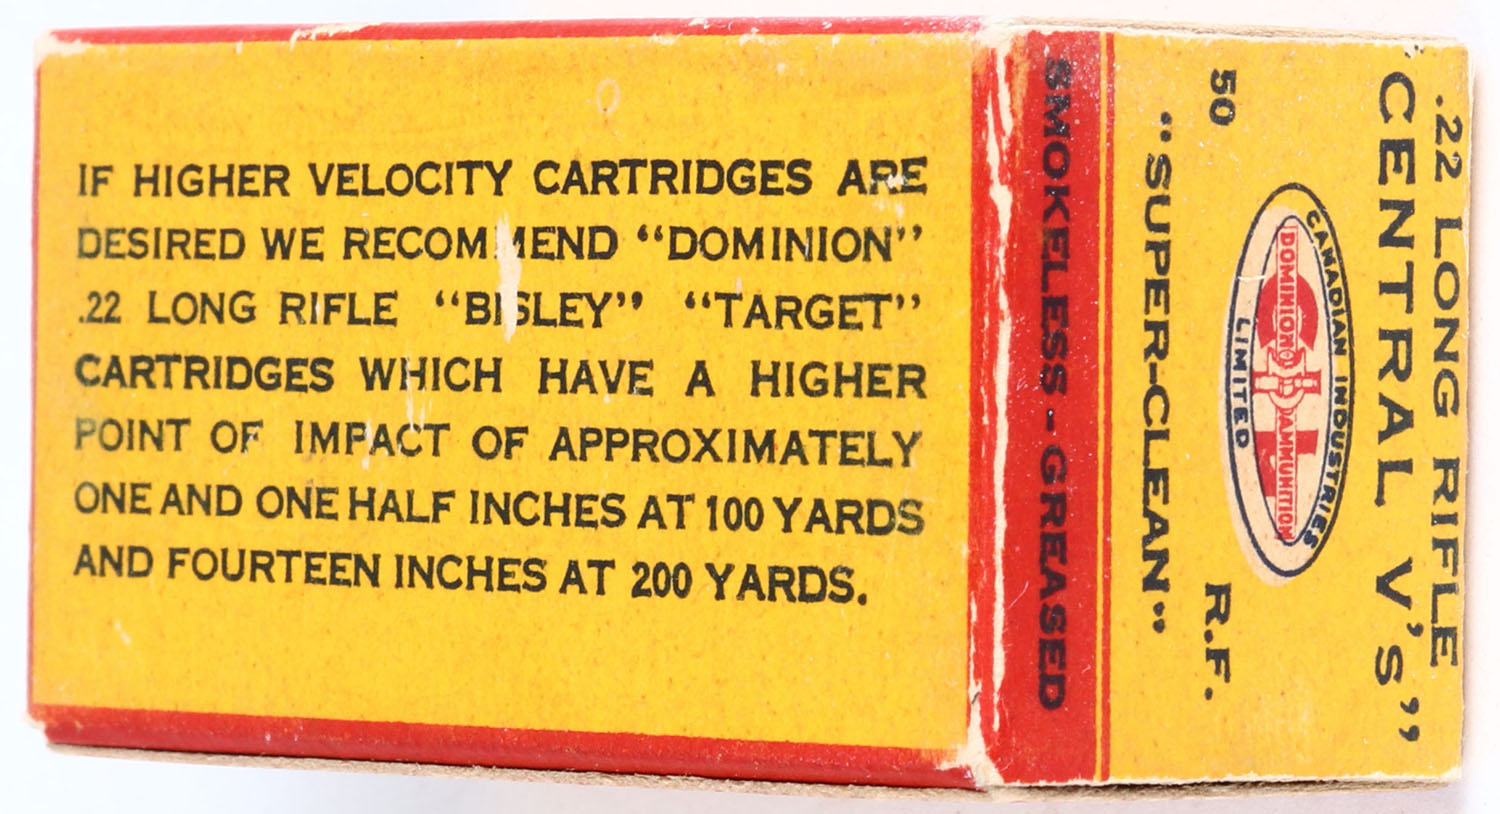 IF HIGHER VELOCITY CARTRIDGES ARE
DESIRED WE RECOMMEND “DOMINION”
.22 LONG RIFLE “BISLEY” “TARGET”
CARTRIDGES WHICH HAVE A HIGHER
POINT OF IMPACT OF APPROXIMATELY
ONE AND ONE HALF INCHES AT 100 YARDS
AND FOURTEEN INCHES AT 200 YARDS.
.22 LONG RIFLE
“CENTRAL V’S”
CANADIAN INDUSTRIES
DOMINION AMMUNITION
LIMITED
50 R.F.
“SUPER-CLEAN”
SMOKELESS-GREASED